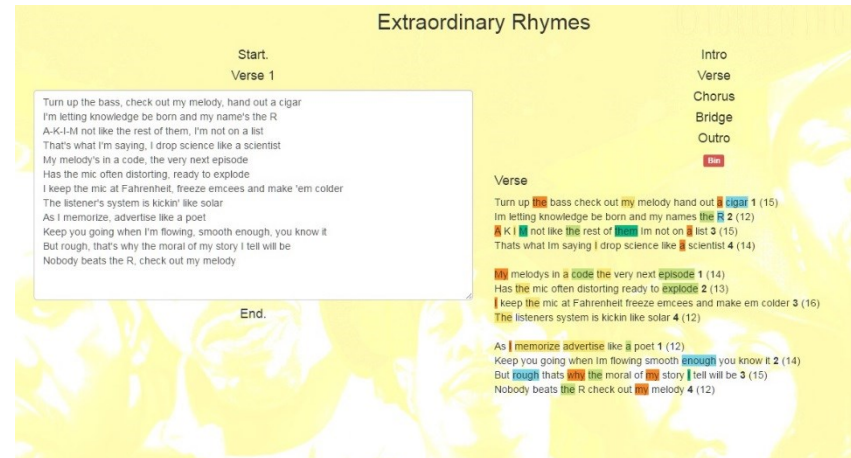 Extraordinary Rhymes
Start.
Verse 1
Turn up the bass, check out my melody, hand out a cigar
I'm letting knowledge be born and my name's the R
A-K-I-M not like the rest of them, I'm not on a list
That's what I'm saying, I drop science like a scientist
My melody's in a code, the very next episode
Has the mic often distorting, ready to explode
I keep the mic at Fahrenheit, freeze emcees and make 'em colder
The listener's system is kickin' like solar
As I memorize, advertise like a poet
Keep you going when I'm flowing, smooth enough, you know it
But rough, that's why the moral of my story I tell will be
Nobody beats the R, check out my melody
End.
Intro
Verse
Chorus
Bridge
Outro
Bin
Verse
Turn up the bass check out my melody hand out a cigar 1 (15)
Im letting knowledge be born and my names the R 2 (12)
A K I M not like the rest of them Im not on a list 3 (15)
Thats what Im saying I drop science like a scientist 4 (14)
My melodys in a code the very next episode 1 (14)
Has the mic often distorting ready to explode 2 (13)
I keep the mic at Fahrenheit freeze emcees and make em colder 3 (16)
The listeners system is kickin like solar 4 (12)
As I memorize advertise like a poet 1 (12)
Keep you going when Im flowing smooth enough you know it 2 (14)
But rough thats why the moral of my story I tell will be 3 (15)
Nobody beats the R check out my melody 4 (12)